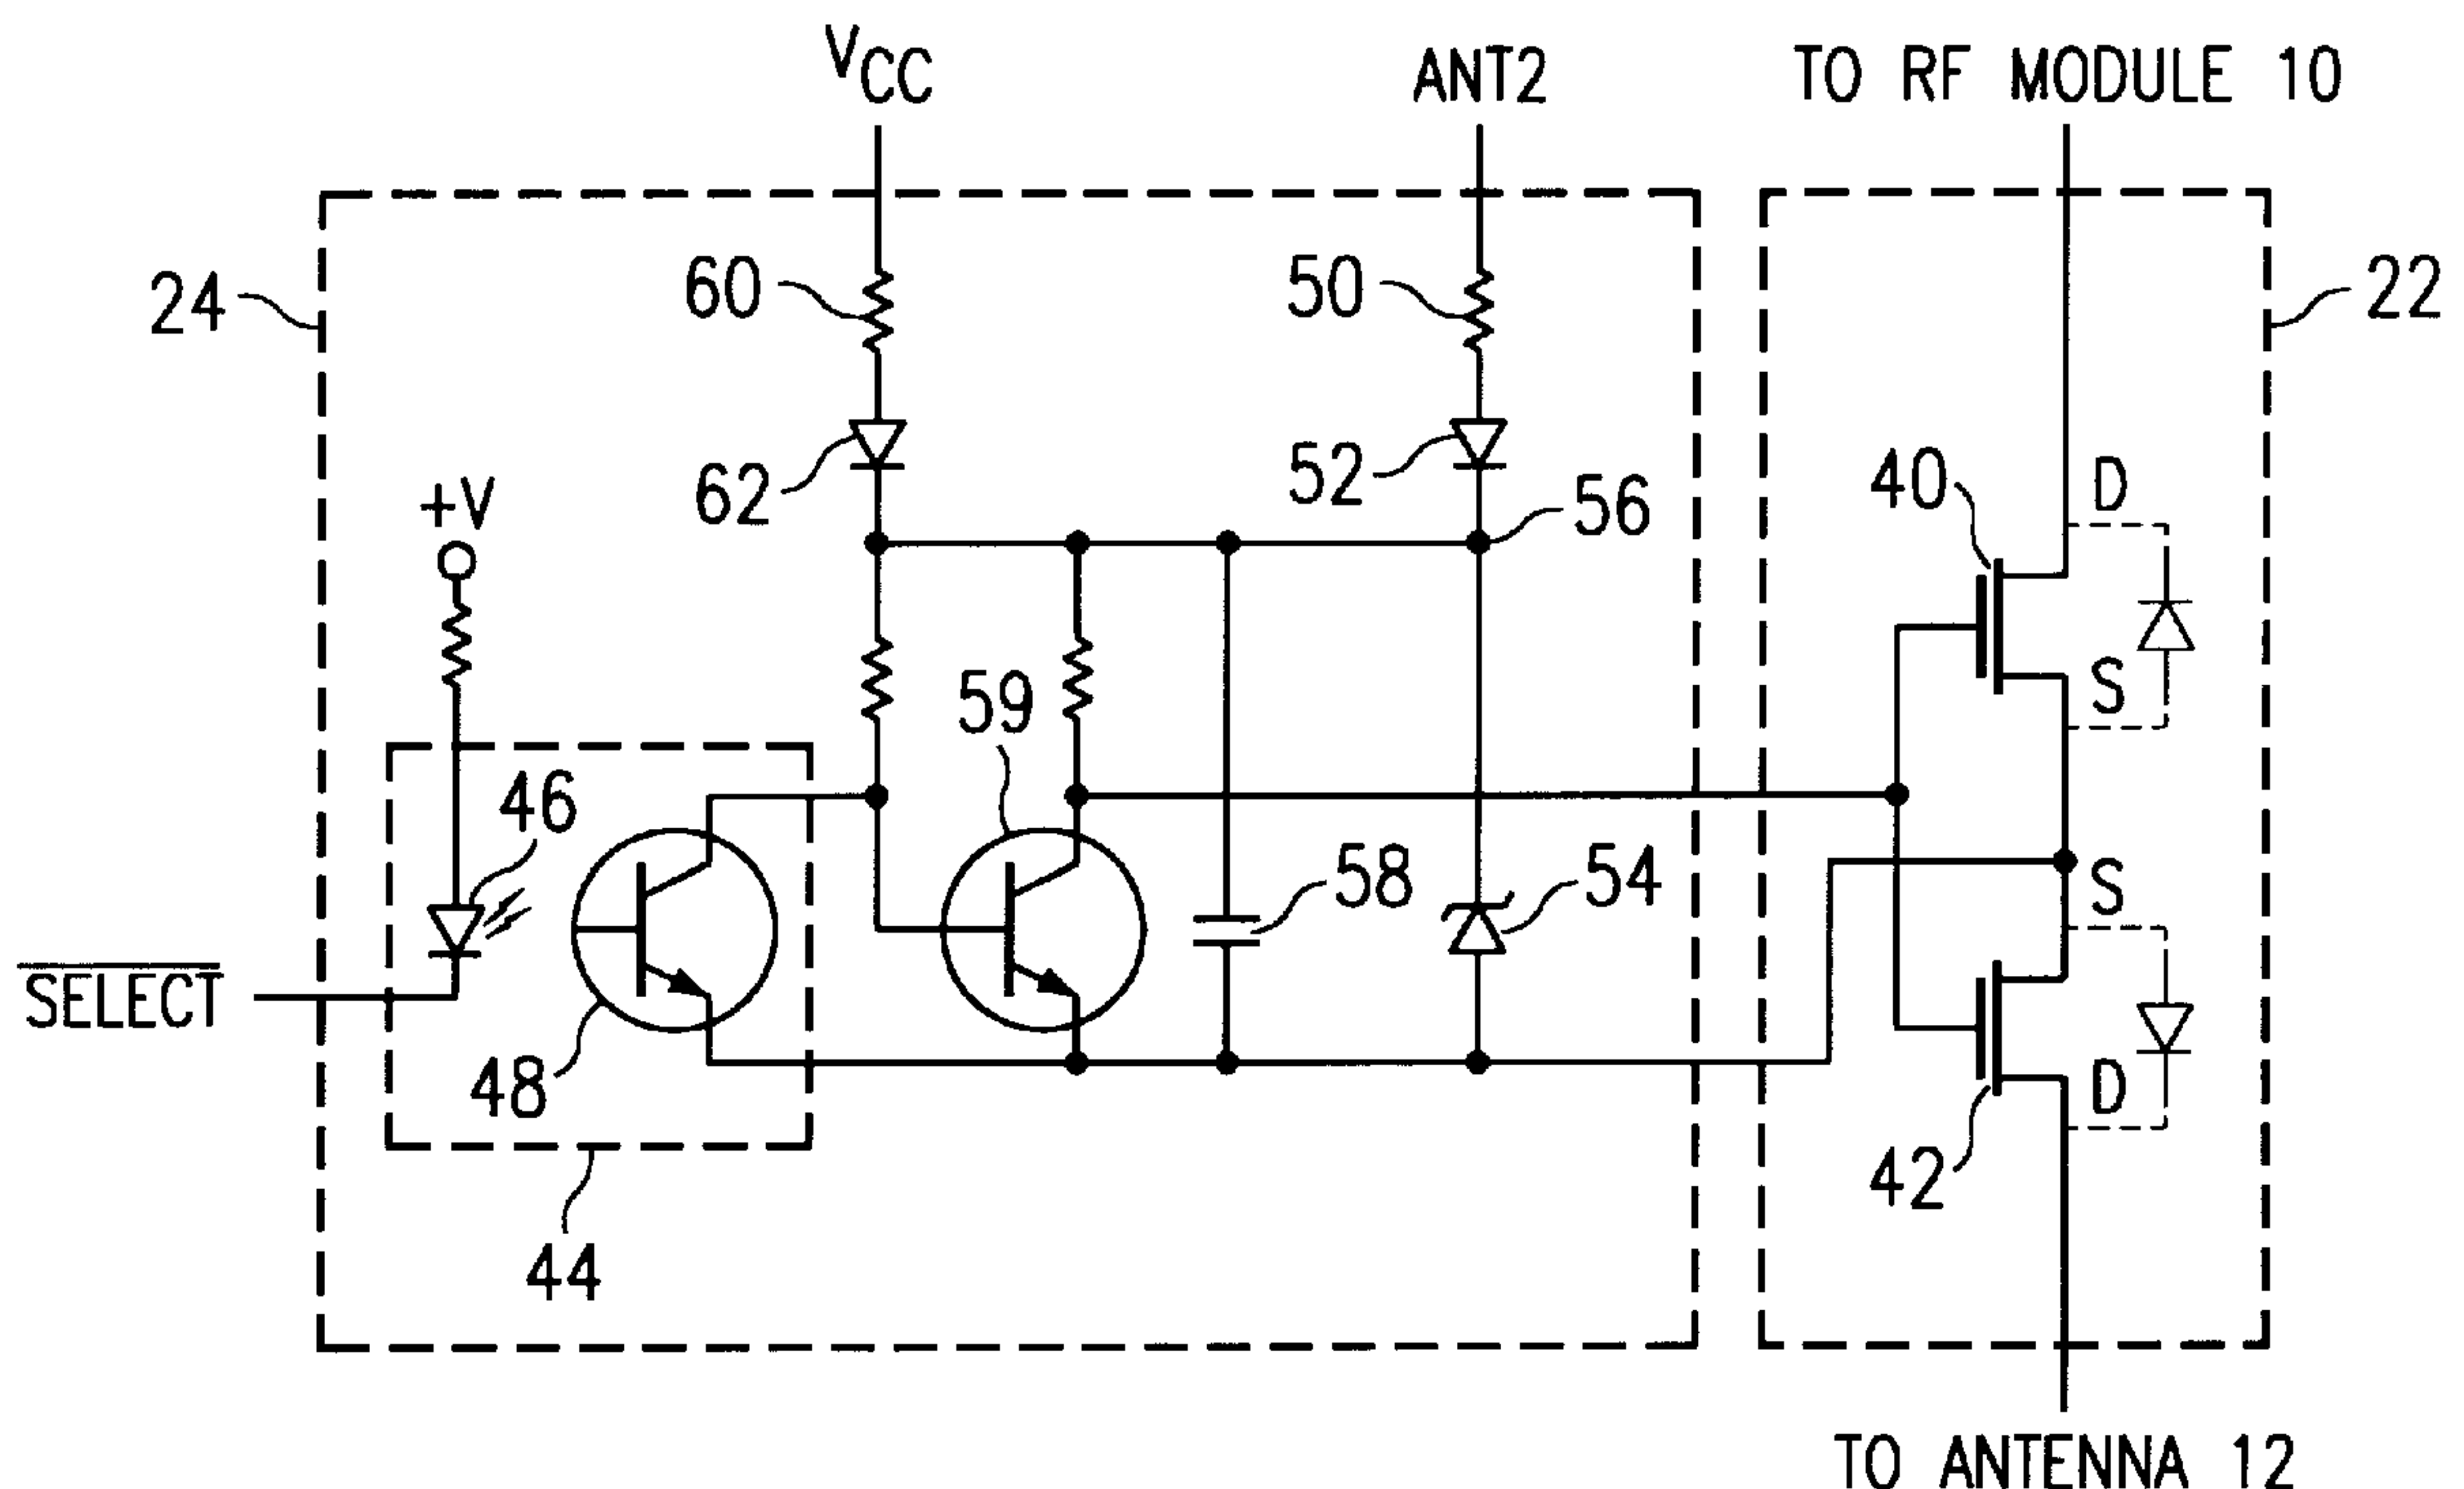 VCC
ANT2
TO RF MODULE 10
24
60
50
22
62
52
56
40
D
+V
59
S
46
58
54
S
SELECT
48
D
42
44
TO ANTENNA 12